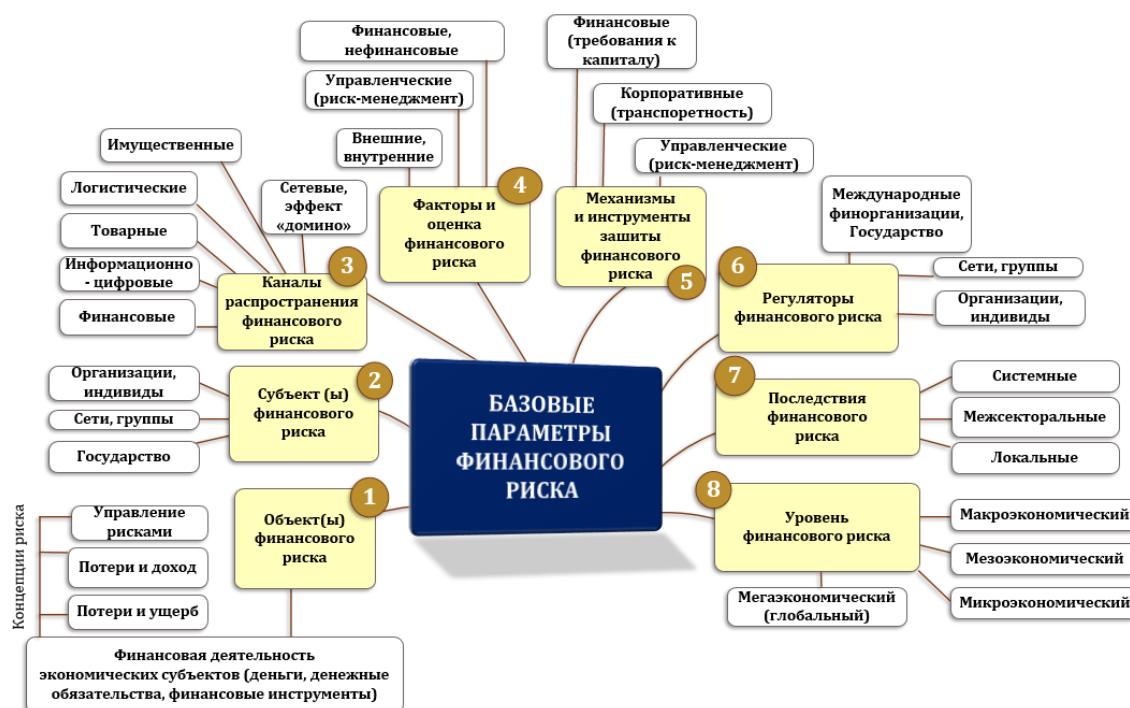 Финансовые,
нефинансовые
Управленческие
(риск-менеджмент)
Внешние,
внутренние
4
Факторы и
оценка
финансового
риска
Финансовые
(требования к
капиталу)
Корпоративные
(транспоретность)
Управленческие
(риск-менеджмент)
Механизмы
и инструменты
зашиты
финансового
риска
5
Имущественные
Логистические
Сетевые,
эффект
«домино»
Товарные
Информационно
- цифровые
Финансовые
3
Каналы
распространения
финансового
риска
Международные
финорганизации,
Государство
Сети, группы
Организации,
индивиды
6
Регуляторы
финансового риска
Организации,
индивиды
Сети, группы
Государство
2
Субъект (ы)
финансового
риска
БАЗОВЫЕ
ПАРАМЕТРЫ
ФИНАНСОВОГО
РИСКА
7
Последствия
финансового
риска
Системные
Межсекторальные
Локальные
1
Объект(ы)
финансового
риска
Концепции риска
Управление
рисками
Потери и доход
Потери и ущерб
Финансовая деятельность
экономических субъектов (деньги, денежные
обязательства, финансовые инструменты)
8
Уровень
финансового риска
Макроэкономический
Мезоэкономический
Микроэкономический
Мегаэкономический
(глобальный)